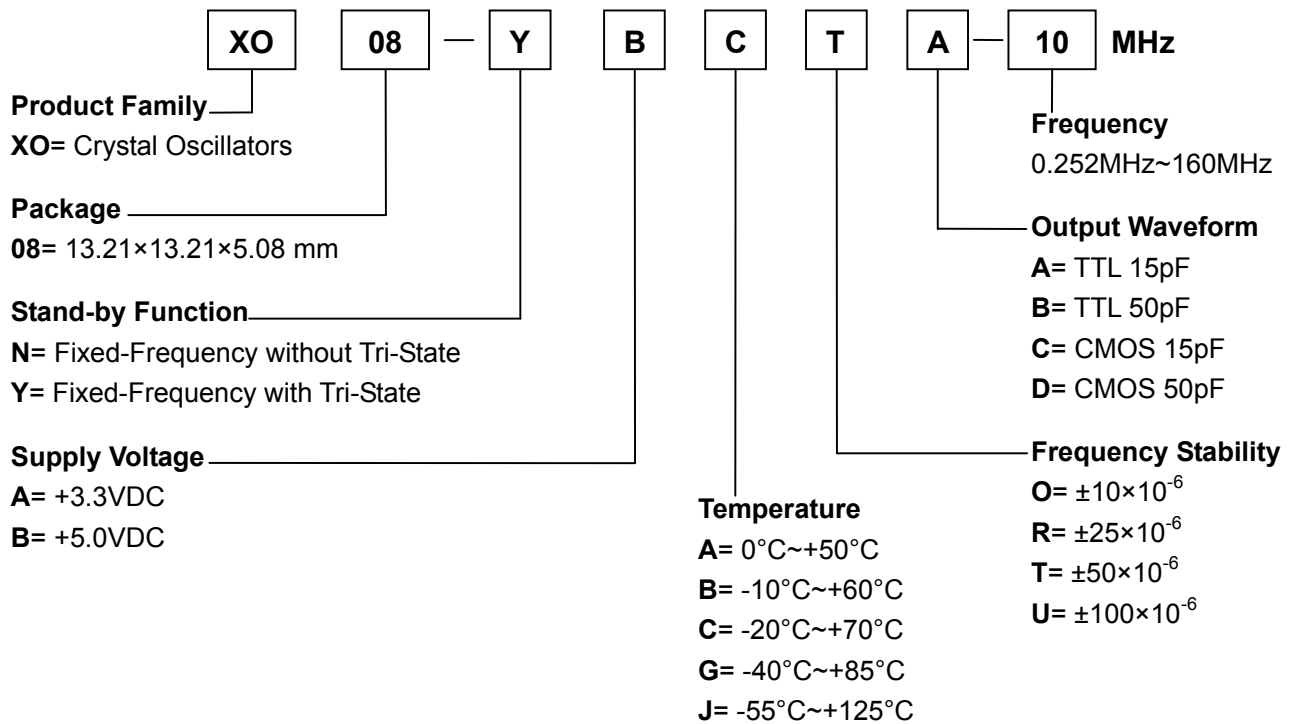 XO 08 — Y B C T A — 10 MHz
Product Family
XO= Crystal Oscillators
Package
08= 13.21×13.21×5.08 mm
Stand-by Function
N= Fixed-Frequency without Tri-State
Y= Fixed-Frequency with Tri-State
Supply Voltage
A= +3.3VDC
B= +5.0VDC
Temperature
A= 0°C~+50°C
B= -10°C~+60°C
C= -20°C~+70°C
G= -40°C~+85°C
J= -55°C~+125°C
Frequency
0.252MHz~160MHz
Output Waveform
A= TTL 15pF
B= TTL 50pF
C= CMOS 15pF
D= CMOS 50pF
Frequency Stability
O= ±10×10⁻⁶
R= ±25×10⁻⁶
T= ±50×10⁻⁶
U= ±100×10⁻⁶